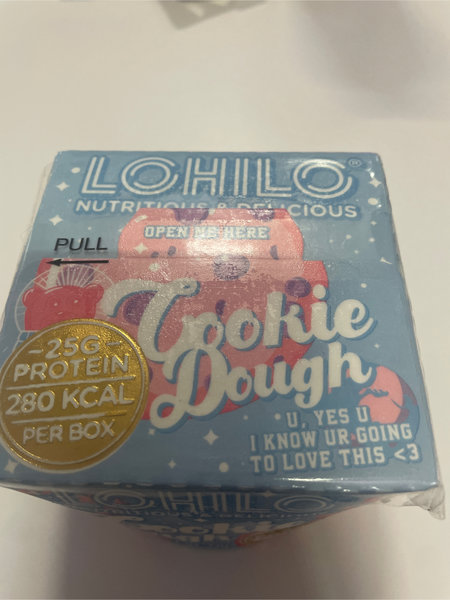 LOHILO®
NUTRITIOUS & DELICIOUS
OPEN ME HERE
PULL
Cookie
Dough
-25G-
PROTEIN
280 KCAL
PER BOX
U, YES U
I KNOW UR GOING
TO LOVE THIS <3
LOHILO
Cookie